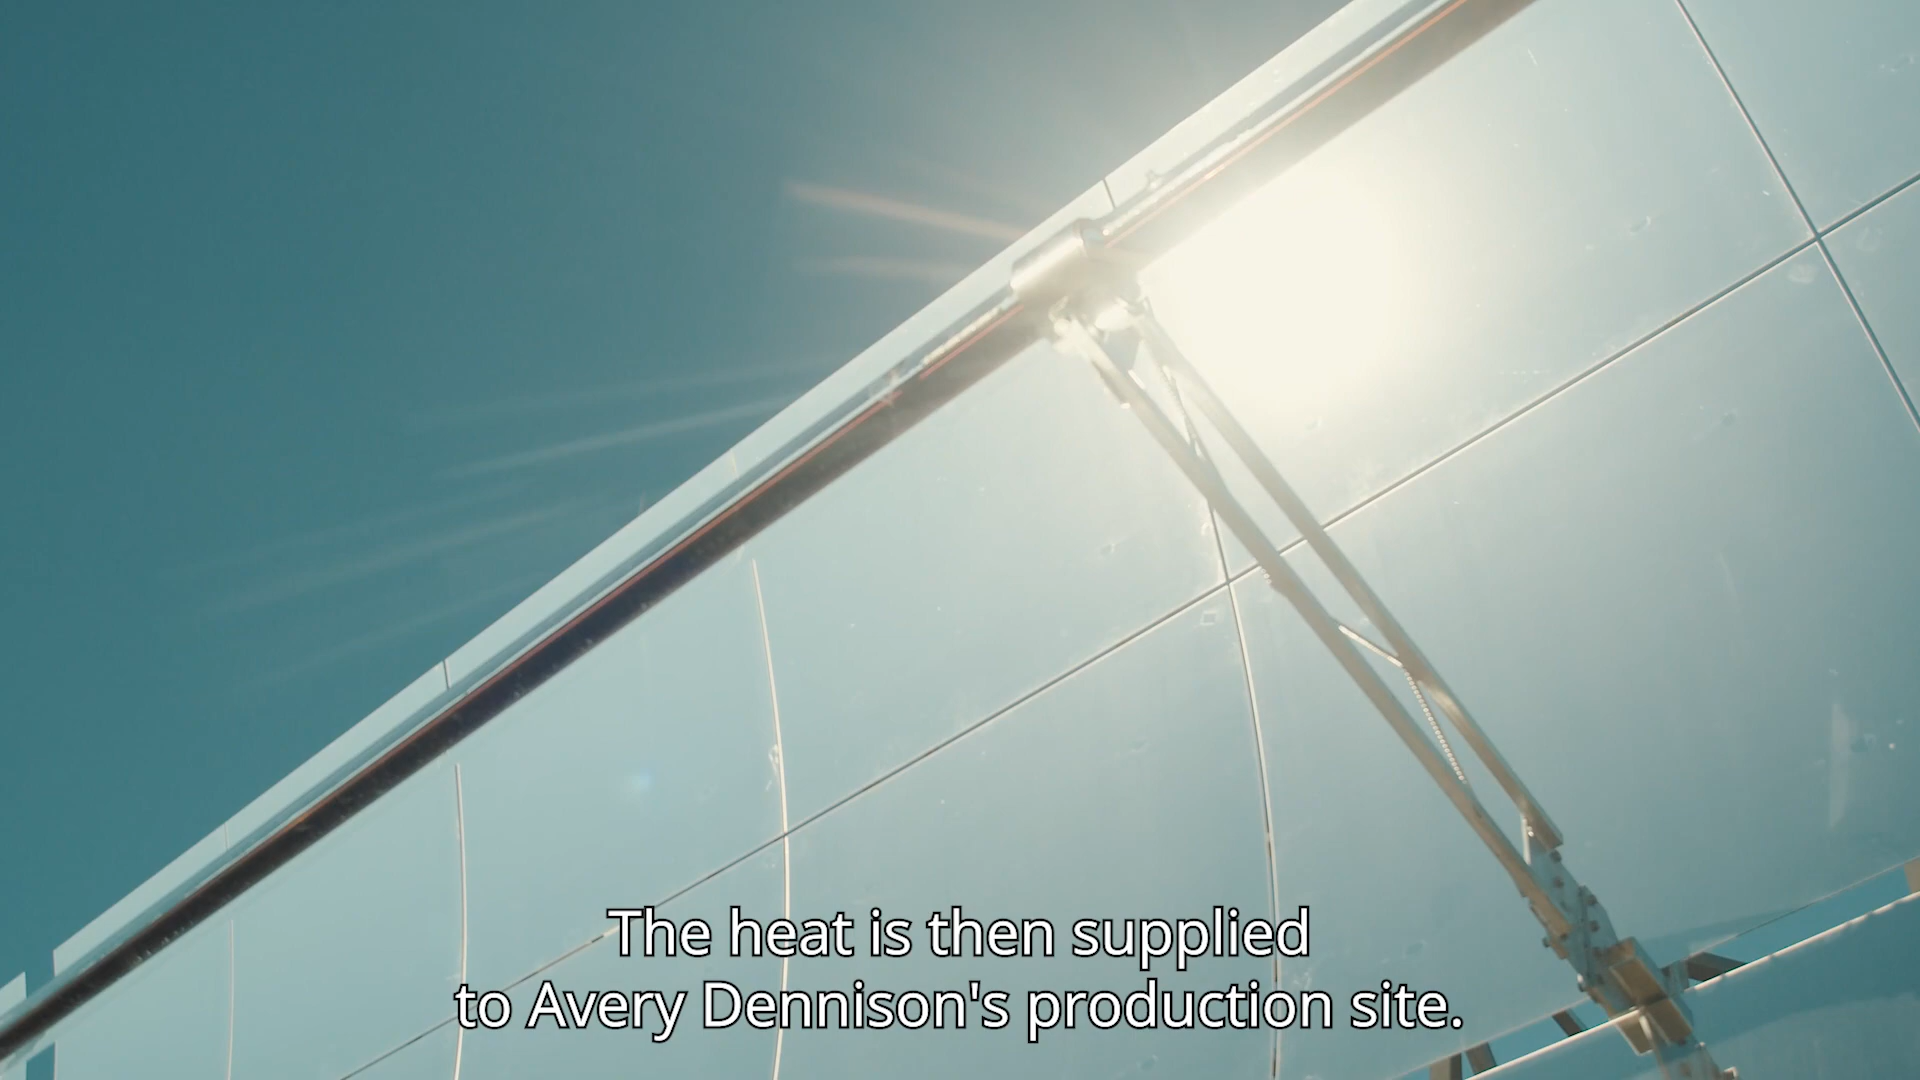 The heat is then supplied
to Avery Dennison's production site.